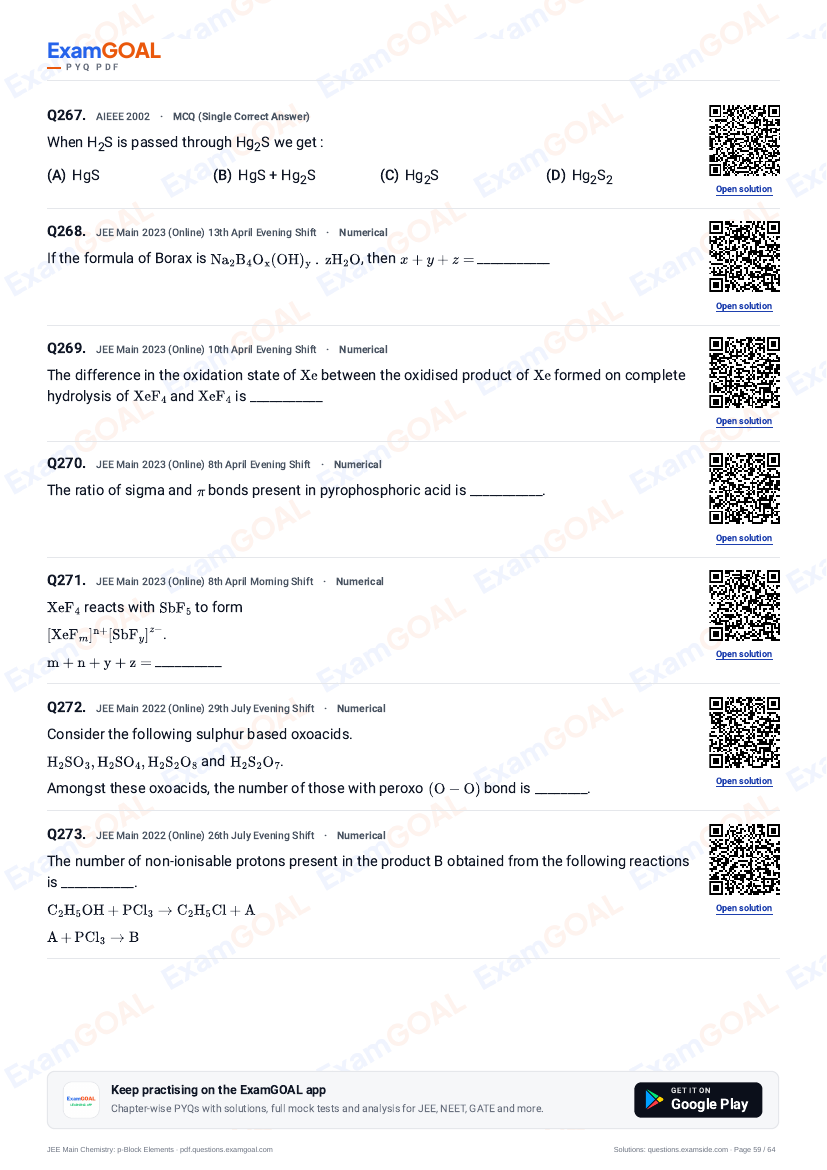 ExamGOAL
PYQ PDF
Q267. AIEEE 2002 · MCQ (Single Correct Answer)
When H₂S is passed through Hg₂S we get :
(A) HgS (B) HgS + Hg₂S (C) Hg₂S (D) Hg₂S₂
Open solution
Q268. JEE Main 2023 (Online) 13th April Evening Shift · Numerical
If the formula of Borax is Na₂B₄Oₓ(OH)ᵧ . zH₂O, then x + y + z = ___________
Open solution
Q269. JEE Main 2023 (Online) 10th April Evening Shift · Numerical
The difference in the oxidation state of Xe between the oxidised product of Xe formed on complete
hydrolysis of XeF₄ and XeF₄ is ___________
Open solution
Q270. JEE Main 2023 (Online) 8th April Evening Shift · Numerical
The ratio of sigma and π bonds present in pyrophosphoric acid is ___________.
Open solution
Q271. JEE Main 2023 (Online) 8th April Morning Shift · Numerical
XeF₄ reacts with SbF₅ to form
[XeFₘ]ⁿ⁺[SbFᵧ]ᶻ⁻.
m + n + y + z = __________
Open solution
Q272. JEE Main 2022 (Online) 29th July Evening Shift · Numerical
Consider the following sulphur based oxoacids.
H₂SO₃, H₂SO₄, H₂S₂O₈ and H₂S₂O₇.
Amongst these oxoacids, the number of those with peroxo (O − O) bond is ________.
Open solution
Q273. JEE Main 2022 (Online) 26th July Evening Shift · Numerical
The number of non-ionisable protons present in the product B obtained from the following reactions
is ___________.
C₂H₅OH + PCl₃ → C₂H₅Cl + A
A + PCl₃ → B
Open solution
Keep practising on the ExamGOAL app
Chapter-wise PYQs with solutions, full mock tests and analysis for JEE, NEET, GATE and more.
GET IT ON
Google Play
JEE Main Chemistry: p-Block Elements · pdf.questions.examgoal.com Solutions: questions.examside.com · Page 59 / 64